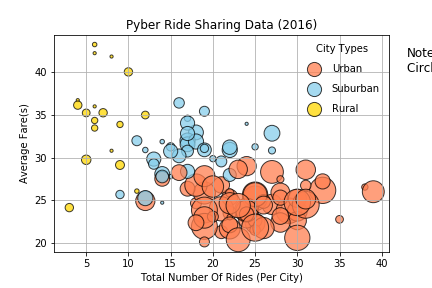 Pyber Ride Sharing Data (2016)
Note
Circl
City Types
Urban
Suburban
Rural
Average Fare($)
40
35
30
25
20
5 10 15 20 25 30 35 40
Total Number Of Rides (Per City)